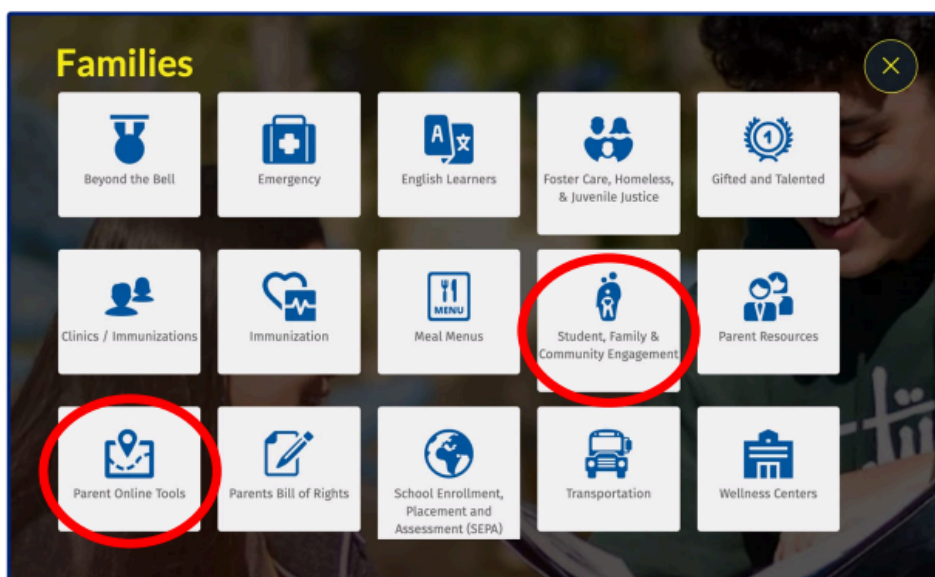 Families
Beyond the Bell
Emergency
A 文
English Learners
Foster Care, Homeless,
& Juvenile Justice
1
Gifted and Talented
Clinics / Immunizations
Immunization
MENU
Meal Menus
Student, Family &
Community Engagement
Parent Resources
Parent Online Tools
Parents Bill of Rights
School Enrollment,
Placement and
Assessment (SEPA)
Transportation
Wellness Centers